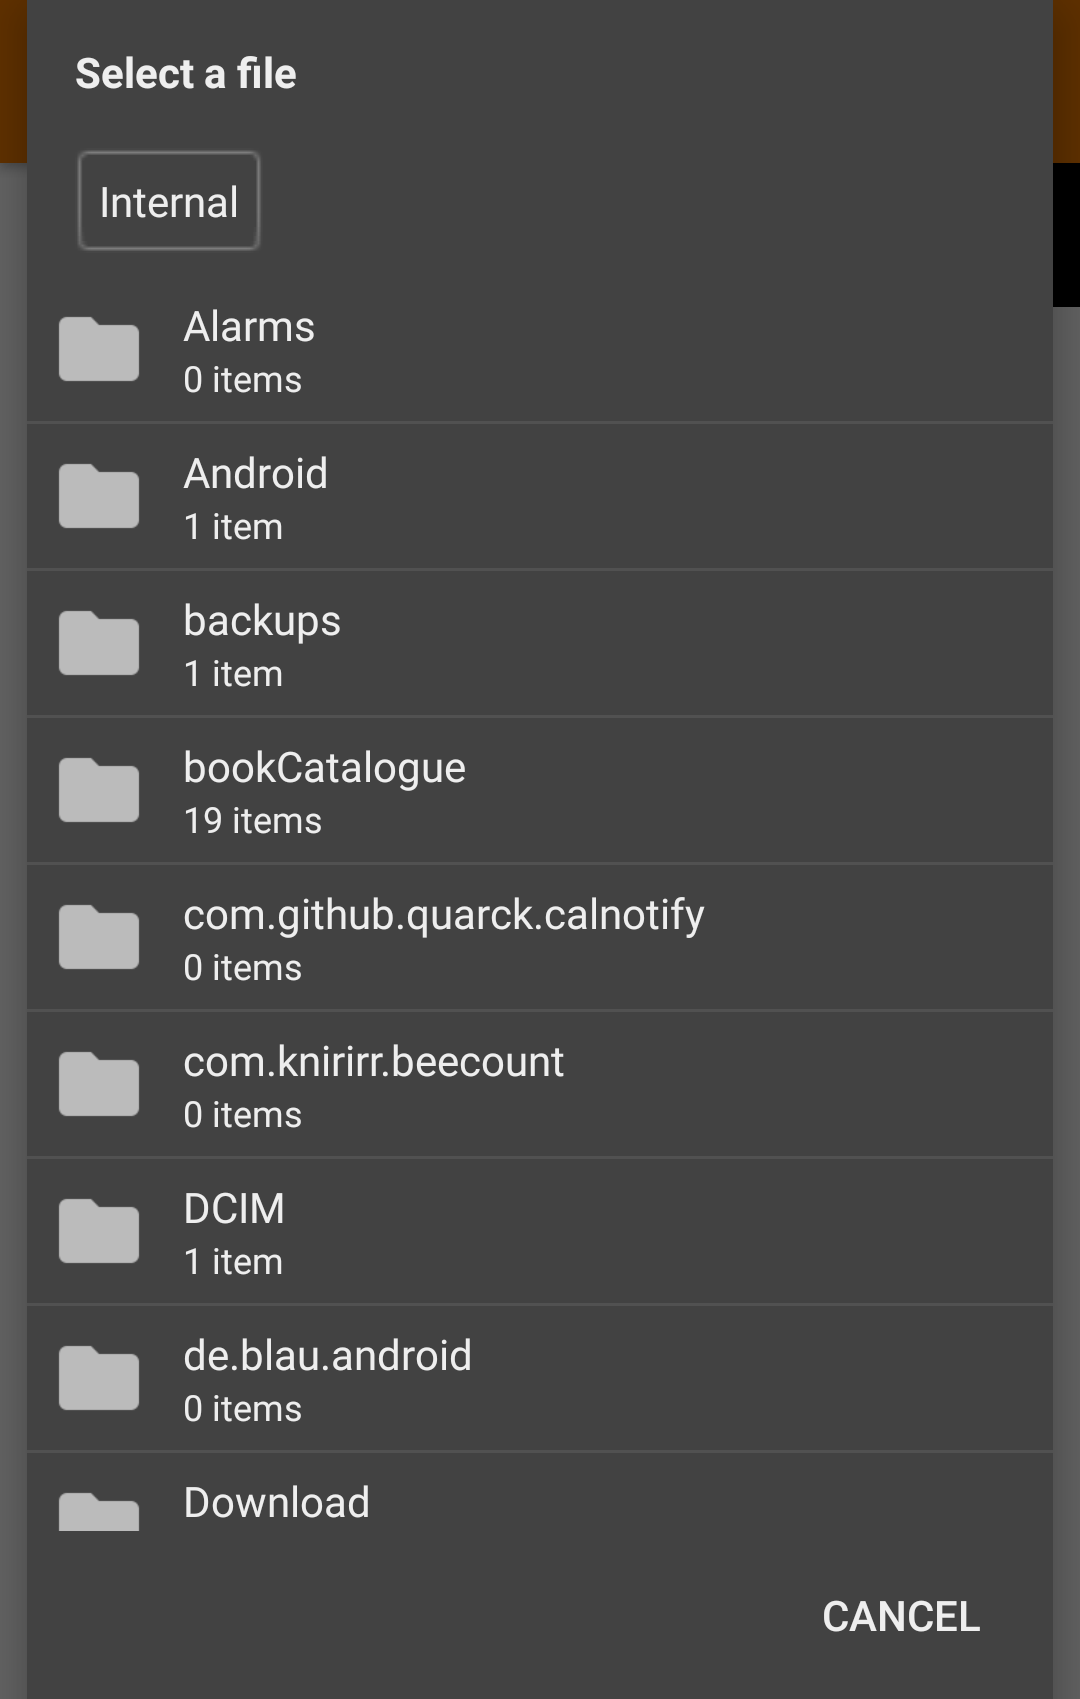 Select a file
Internal
Alarms
0 items
Android
1 item
backups
1 item
bookCatalogue
19 items
com.github.quarck.calnotify
0 items
com.knirirr.beecount
0 items
DCIM
1 item
de.blau.android
0 items
Download
CANCEL